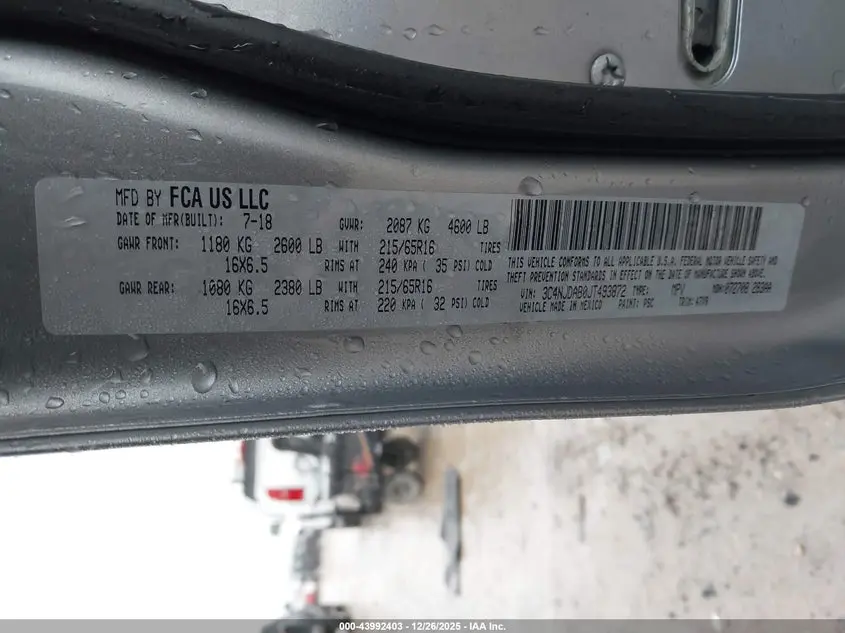 MFD BY FCA US LLC
DATE OF MFR(BUILT): 7-18 GVWR: 2087 KG 4600 LB
GAWR FRONT: 1180 KG 2600 LB WITH 215/65R16 TIRES
16X6.5 RIMS AT 240 KPA ( 35 PSI) COLD
GAWR REAR: 1080 KG 2380 LB WITH 215/65R16 TIRES
16X6.5 RIMS AT 220 KPA ( 32 PSI) COLD
THIS VEHICLE CONFORMS TO ALL APPLICABLE U.S.A. FEDERAL MOTOR VEHICLE SAFETY AND
THEFT PREVENTION STANDARDS IN EFFECT ON THE DATE OF MANUFACTURE SHOWN ABOVE.
VIN: 3C4NJDAB0JT493872 TYPE: MPV
VEHICLE MADE IN MEXICO PAINT: PSC
000-43992403 - 12/26/2025 - IAA Inc.